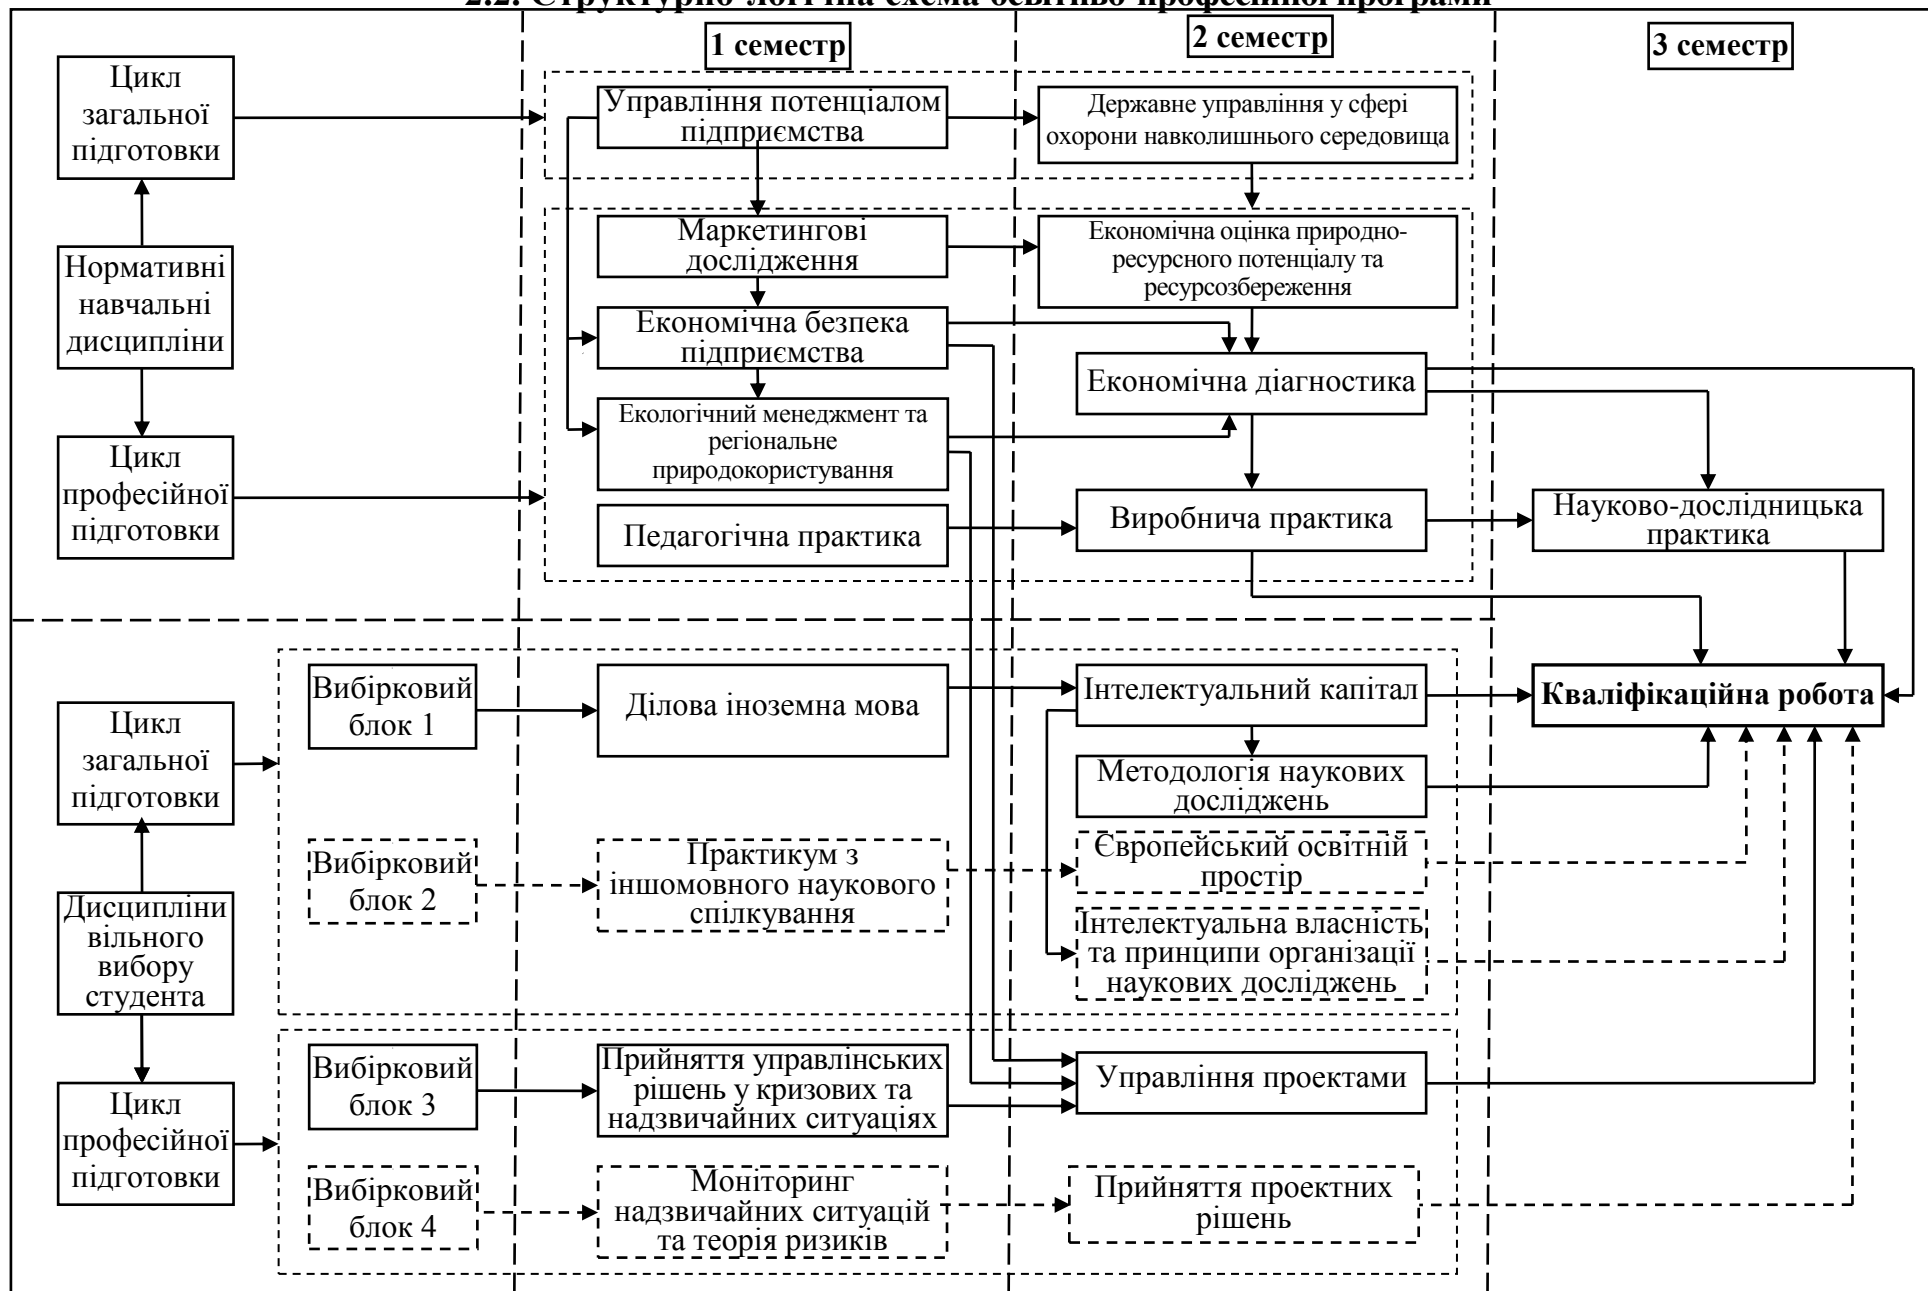 2.2. Структурно-логічна схема освітньо-професійної програми
1 семестр
2 семестр
3 семестр
Цикл
загальної
підготовки
Управління потенціалом
підприємства
Державне управління у сфері
охорони навколишнього середовища
Нормативні
навчальні
дисципліни
Маркетингові
дослідження
Економічна оцінка природно-
ресурсного потенціалу та
ресурсозбереження
Економічна безпека
підприємства
Економічна діагностика
Екологічний менеджмент та
регіональне
природокористування
Цикл
професійної
підготовки
Педагогічна практика
Виробнича практика
Науково-дослідницька
практика
Цикл
загальної
підготовки
Вибірковий
блок 1
Ділова іноземна мова
Інтелектуальний капітал
Кваліфікаційна робота
Методологія наукових
досліджень
Вибірковий
блок 2
Практикум з
іншомовного наукового
спілкування
Європейський освітній
простір
Дисципліни
вільного
вибору
студента
Інтелектуальна власність
та принципи організації
наукових досліджень
Цикл
професійної
підготовки
Вибірковий
блок 3
Прийняття управлінських
рішень у кризових та
надзвичайних ситуаціях
Управління проектами
Вибірковий
блок 4
Моніторинг
надзвичайних ситуацій
та теорія ризиків
Прийняття проектних
рішень